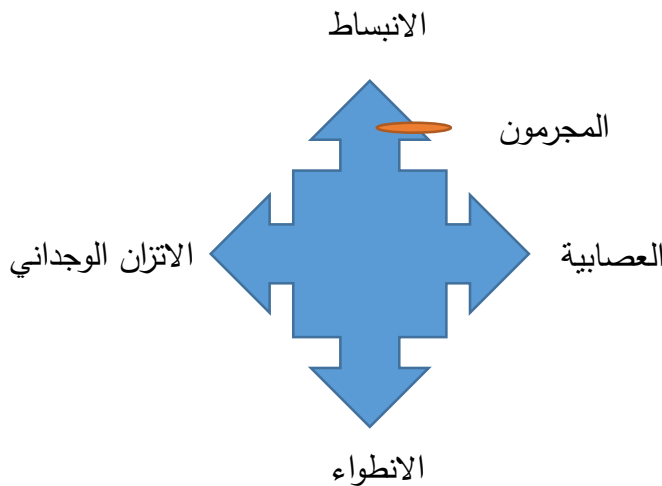 الانبساط
المجرمون
العصابية
الاتزان الوجداني
الانطواء